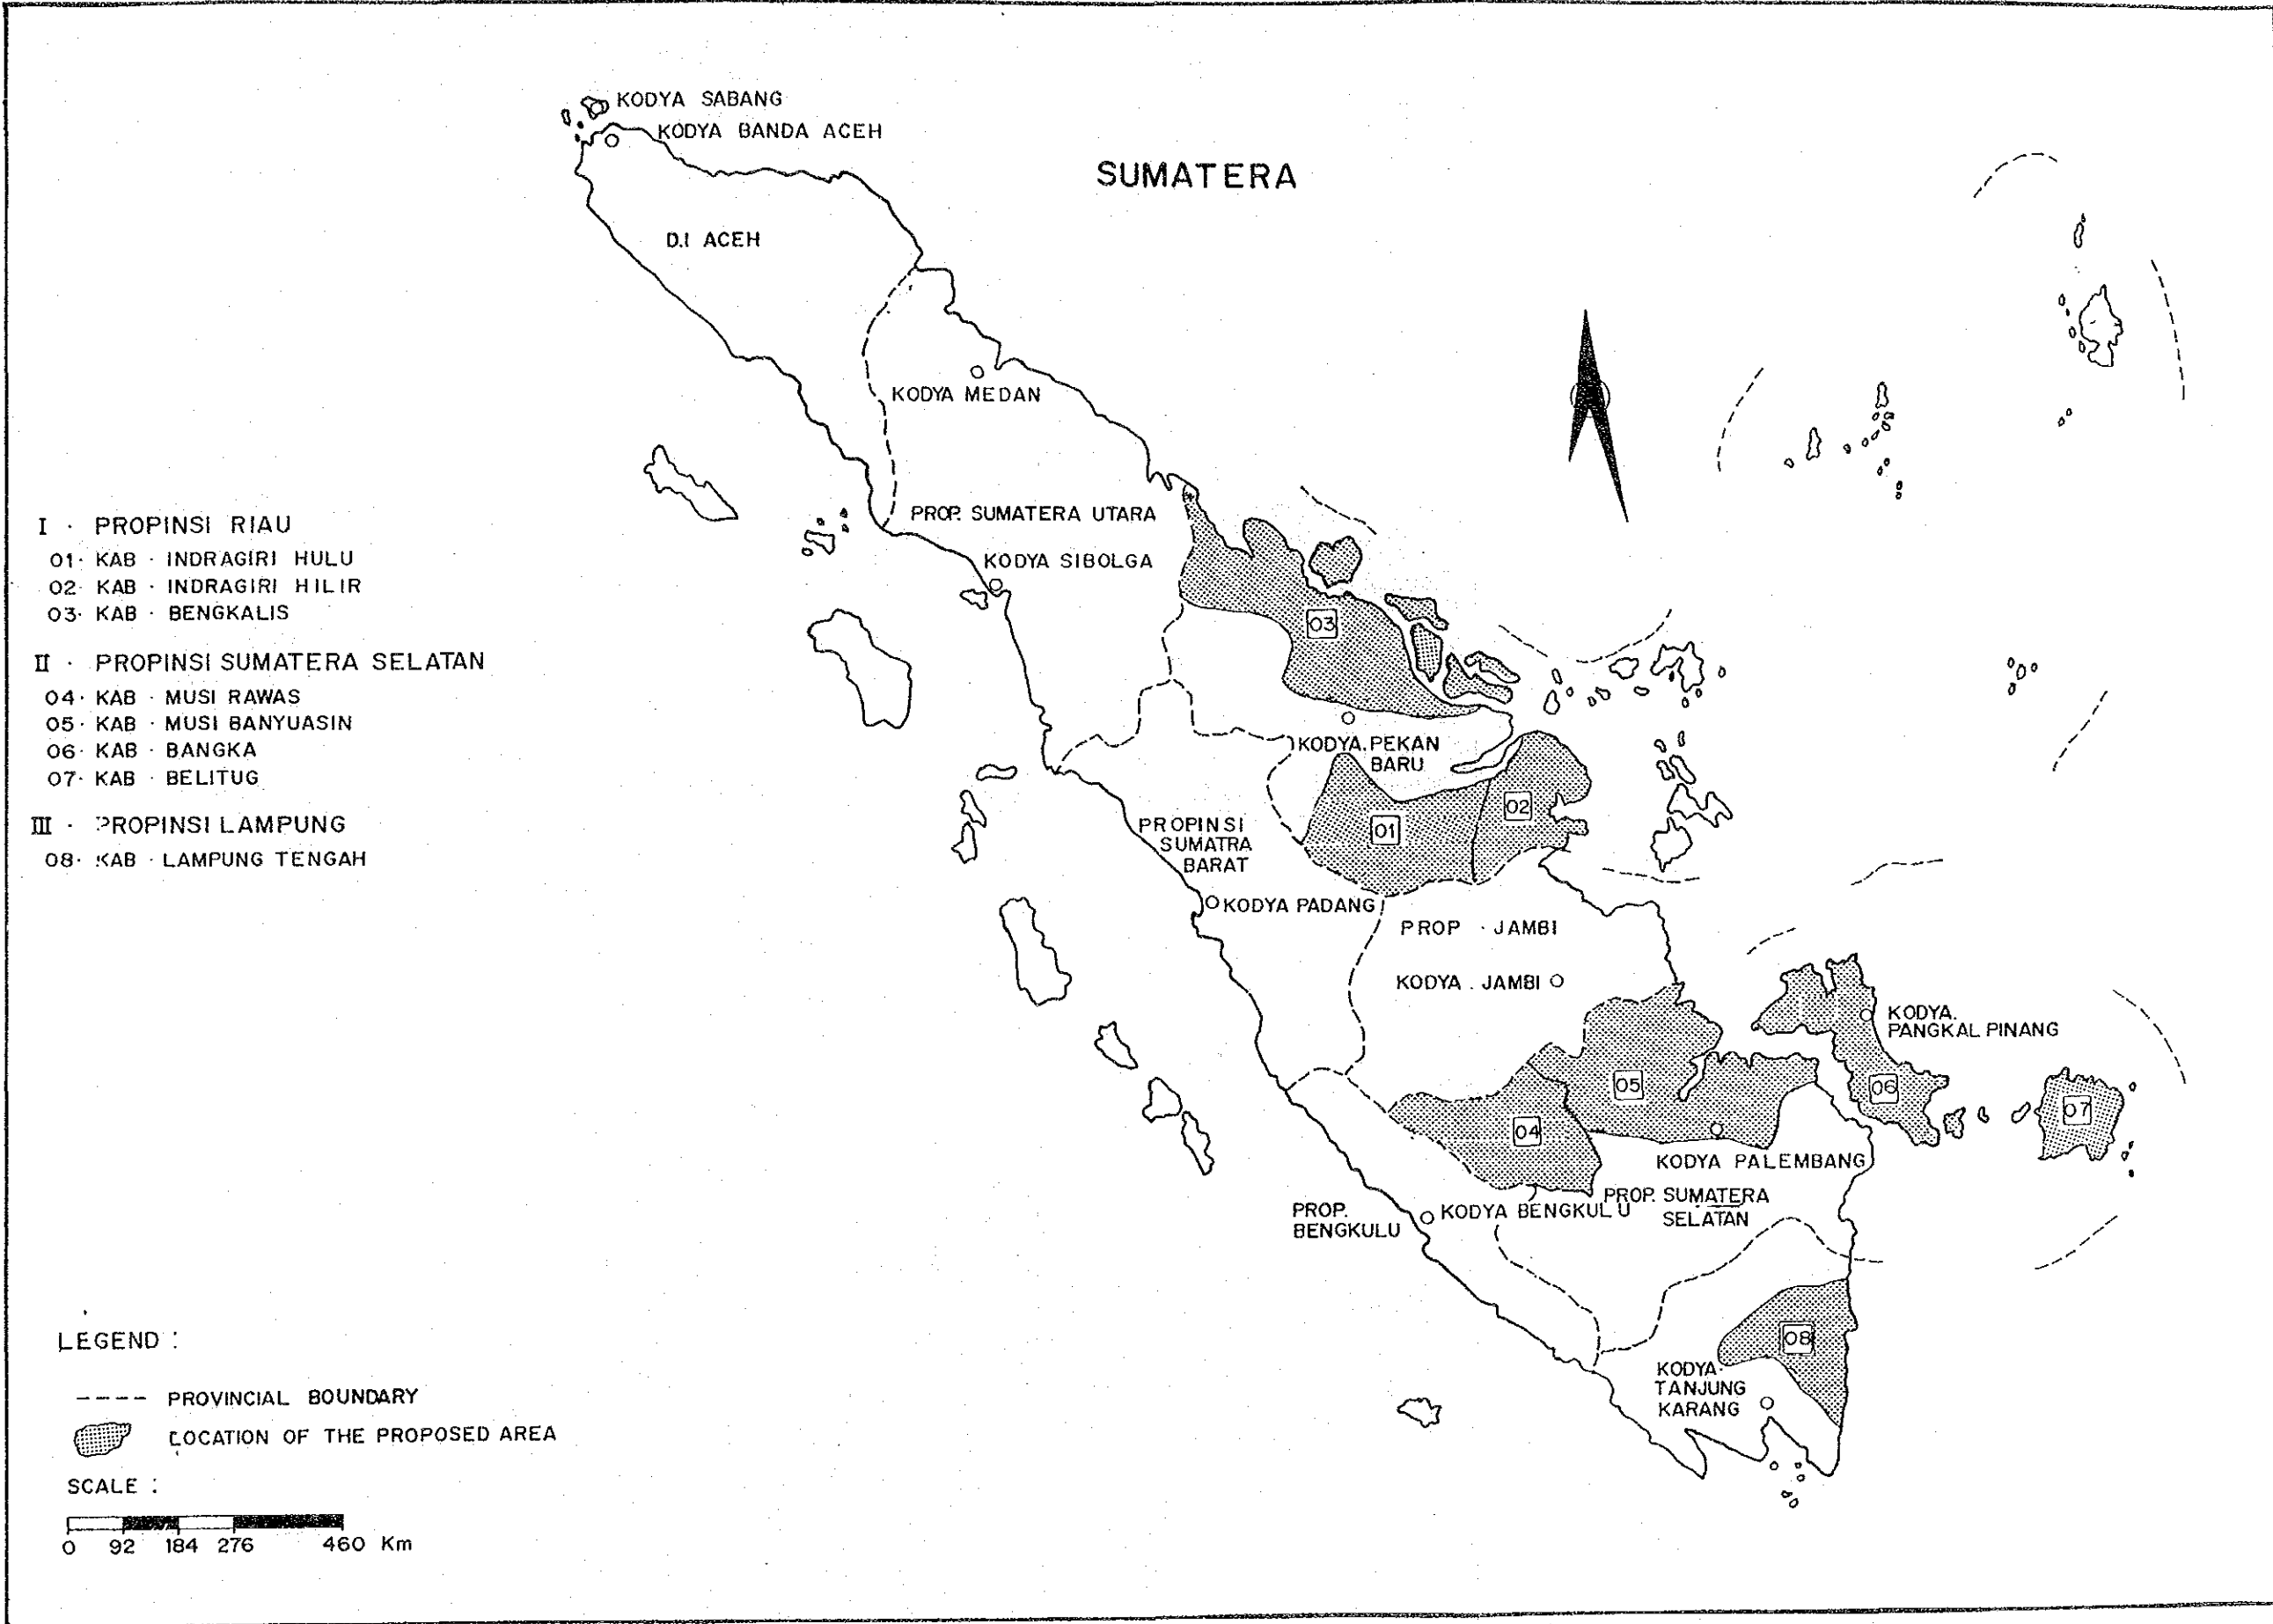 KODYA SABANG
KODYA BANDA ACEH
SUMATERA
D.I ACEH
KODYA MEDAN
PROP. SUMATERA UTARA
KODYA SIBOLGA
I · PROPINSI RIAU
01· KAB · INDRAGIRI HULU
02· KAB · INDRAGIRI HILIR
03· KAB · BENGKALIS
II · PROPINSI SUMATERA SELATAN
04· KAB · MUSI RAWAS
05· KAB · MUSI BANYUASIN
06· KAB · BANGKA
07· KAB · BELITUG
III · PROPINSI LAMPUNG
08· KAB · LAMPUNG TENGAH
03
KODYA. PEKAN
BARU
02
01
PROPINSI
SUMATRA
BARAT
KODYA PADANG
PROP · JAMBI
KODYA . JAMBI
KODYA.
PANGKAL PINANG
05
06
07
04
KODYA PALEMBANG
PROP. SUMATERA
SELATAN
PROP.
BENGKULU
KODYA BENGKULU
08
KODYA·
TANJUNG
KARANG
LEGEND :
PROVINCIAL BOUNDARY
LOCATION OF THE PROPOSED AREA
SCALE :
0 92 184 276 460 Km